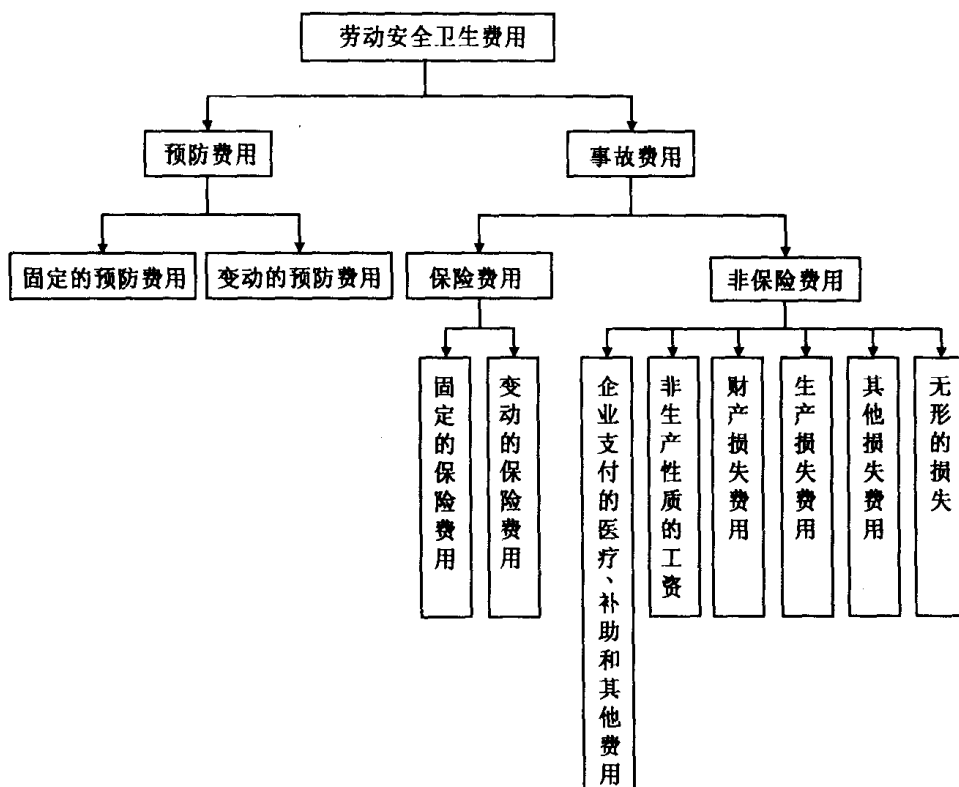 劳动安全卫生费用
预防费用
事故费用
固定的预防费用
变动的预防费用
保险费用
非保险费用
固定的保险费用
变动的保险费用
企业支付的医疗、补助和其他费用
非生产性质的工资
财产损失费用
生产损失费用
其他损失费用
无形的损失